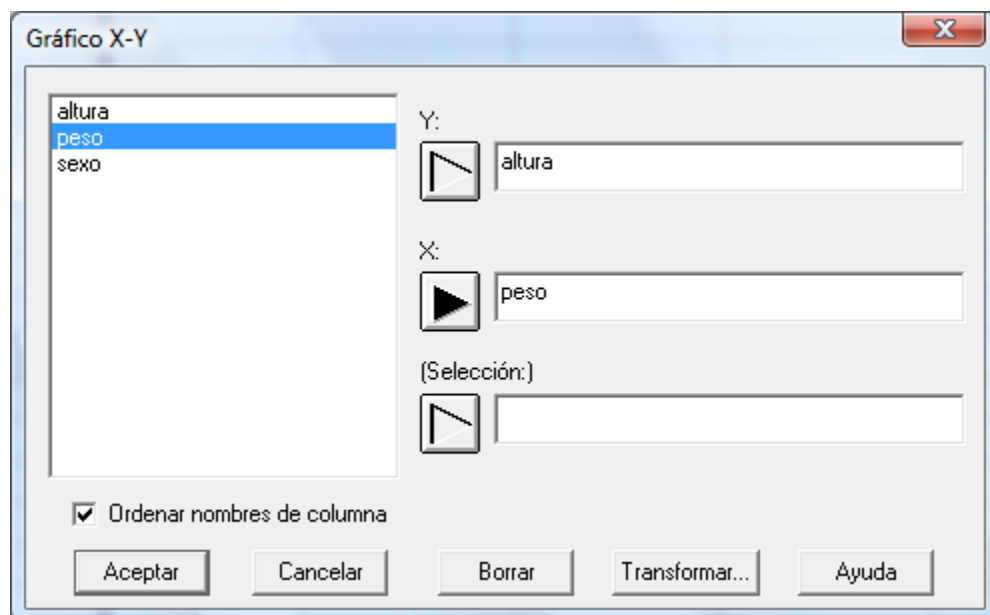 Gráfico X-Y
altura
peso
sexo
Y:
altura
X:
peso
(Selección:)
Ordenar nombres de columna
Aceptar
Cancelar
Borrar
Transformar...
Ayuda